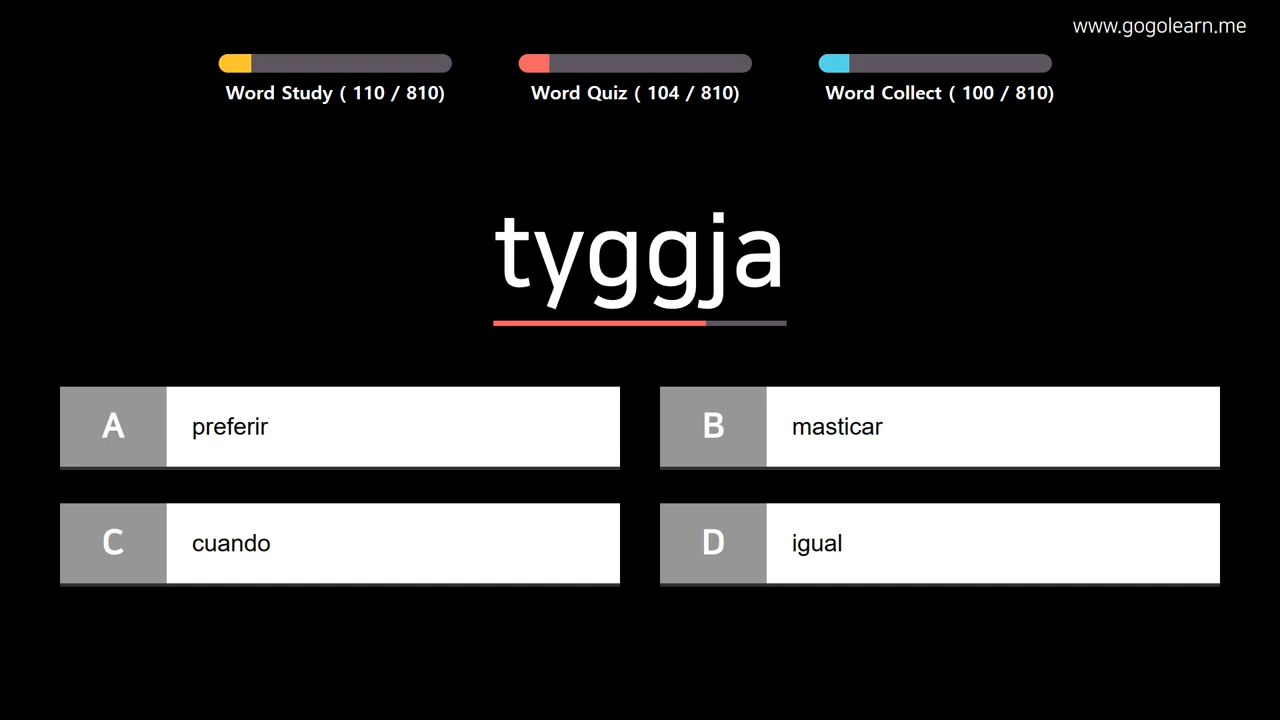 www.gogolearn.me
Word Study ( 110 / 810)
Word Quiz ( 104 / 810)
Word Collect ( 100 / 810)
tyggja
A preferir
B masticar
C cuando
D igual